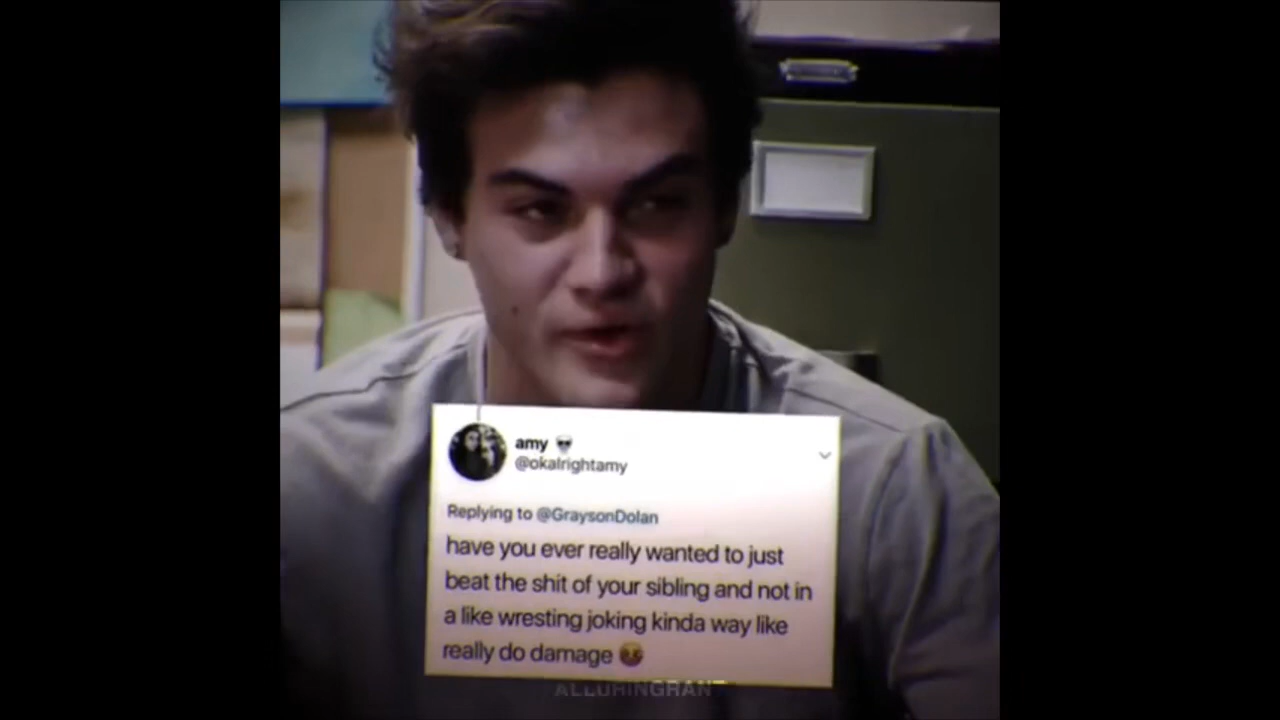 amy
@okalrightamy
Replying to @GraysonDolan
have you ever really wanted to just
beat the shit of your sibling and not in
a like wresting joking kinda way like
really do damage